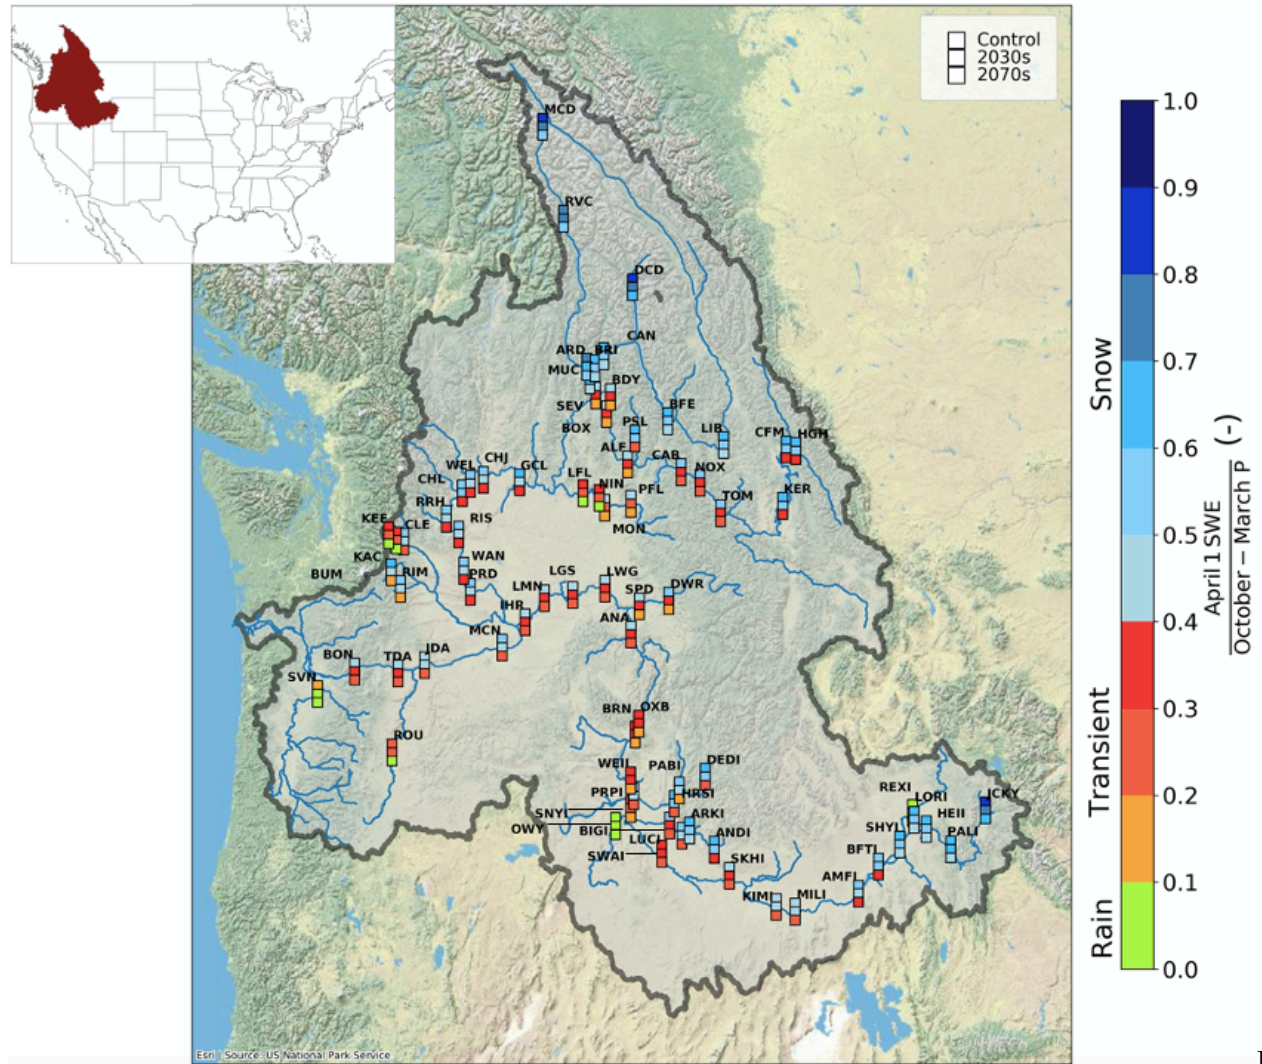 Control
2030s
2070s
MCD
RVC
DCD
CAN
ARD BRI
MUC
BDY
SEV
BFE
BOX
PSL
LIB
CFM HGH
ALF
CAB
NOX
WEL CHJ
GCL
CHL
LFL
NIN
PFL
KER
TOM
RRH
MON
KEE CLE
RIS
KAC
WAN
BUM
RIM
PRD
LGS
LWG
LMN
SPD
DWR
IHR
ANA
MCN
BON
TDA
JDA
SVN
BRN OXB
ROU
WEII
PABI
DEDI
PRPI
HRSI
REXI
LORI
JCKY
SNYI
ARKI
HEII
OWY
BIGI
LUCI
ANDI
SHYI
PALI
SWAI
SKHI
BFTI
AMFI
KIMI
MILI
Esri | Source: US National Park Service
1.0
0.9
0.8
0.7
0.6
0.5
0.4
0.3
0.2
0.1
0.0
Snow
Transient
Rain
April 1 SWE
October – March P
(-)